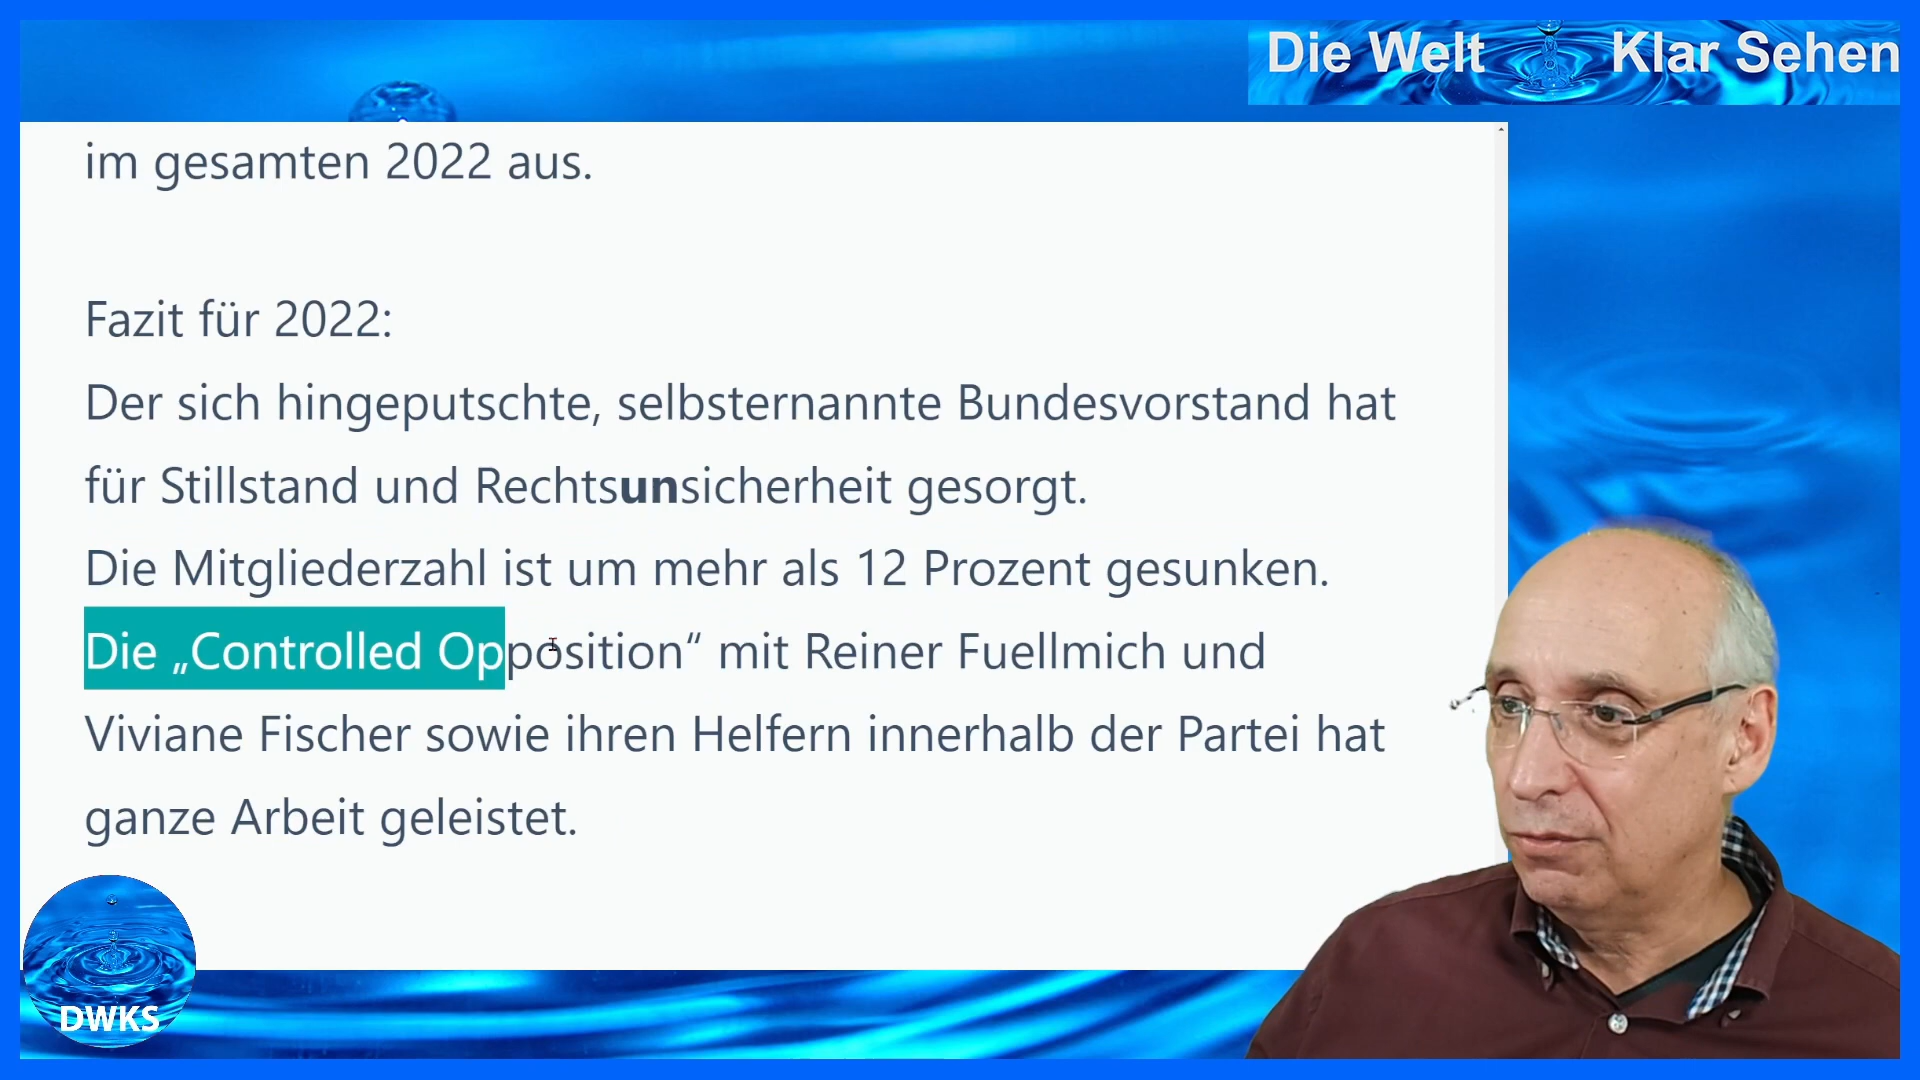 Die Welt Klar Sehen
im gesamten 2022 aus.
Fazit für 2022:
Der sich hingeputschte, selbsternannte Bundesvorstand hat
für Stillstand und Rechtsunsicherheit gesorgt.
Die Mitgliederzahl ist um mehr als 12 Prozent gesunken.
Die „Controlled Opposition“ mit Reiner Fuellmich und
Viviane Fischer sowie ihren Helfern innerhalb der Partei hat
ganze Arbeit geleistet.
DWKS